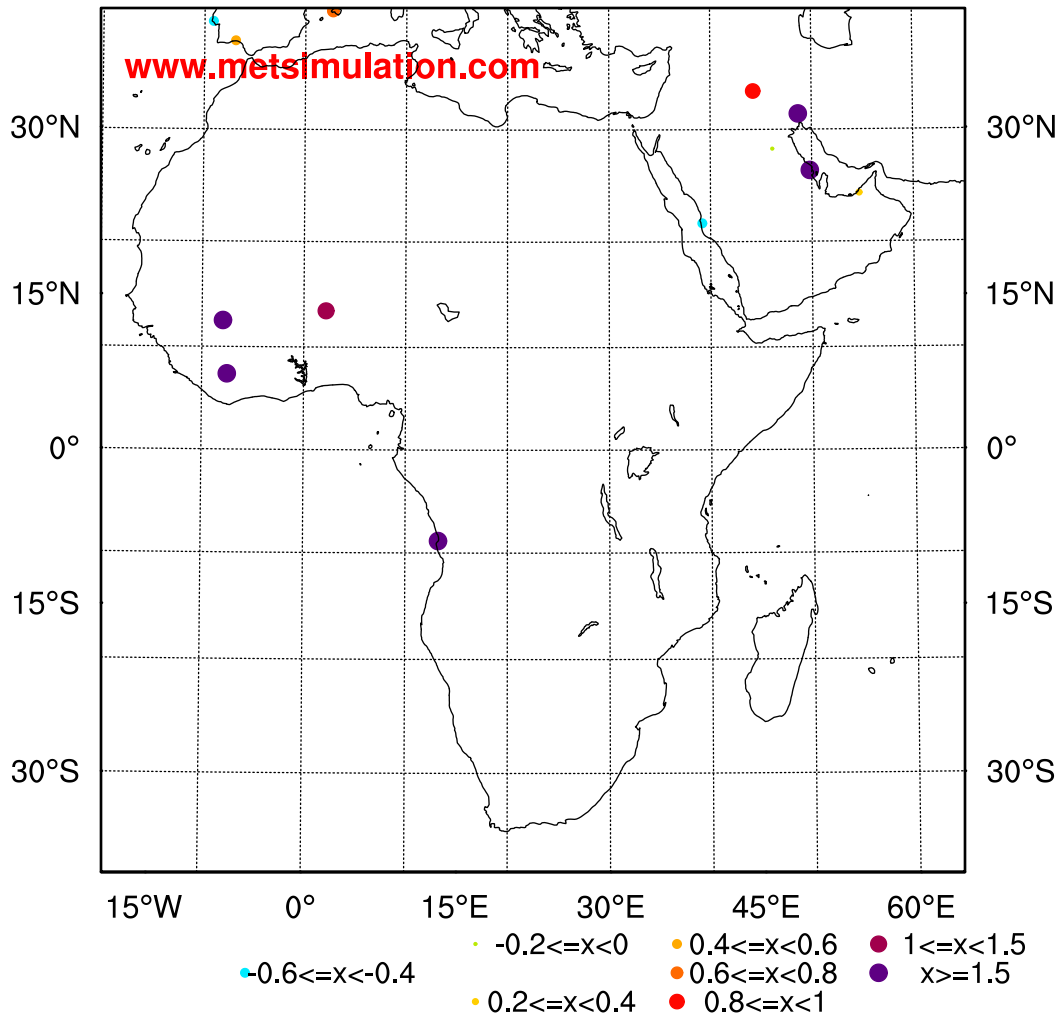 www.metsimulation.com
30°N 30°N
15°N 15°N
0° 0°
15°S 15°S
30°S 30°S
15°W 0° 15°E 30°E 45°E 60°E
-0.2<=x<0 0.4<=x<0.6 1<=x<1.5
-0.6<=x<-0.4 0.6<=x<0.8 x>=1.5
0.2<=x<0.4 0.8<=x<1